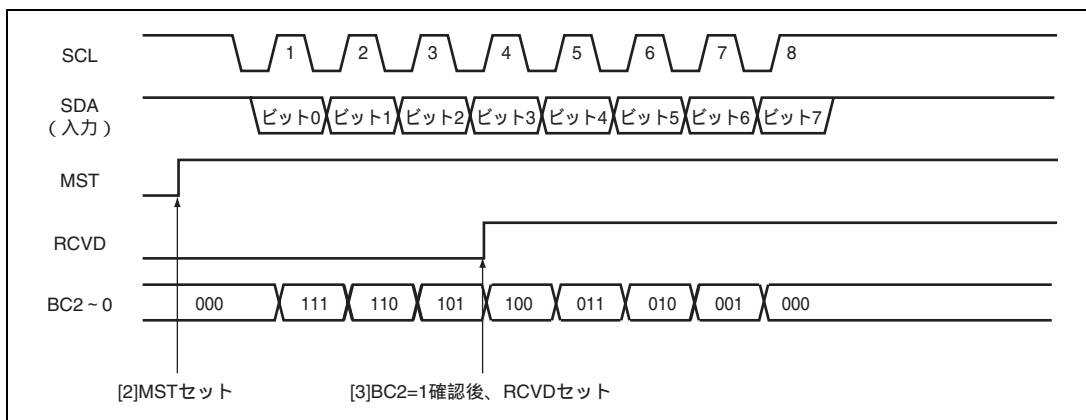 SCL 1 2 3 4 5 6 7 8
SDA
(入力) ビット0 ビット1 ビット2 ビット3 ビット4 ビット5 ビット6 ビット7
MST
RCVD
BC2~0 000 111 110 101 100 011 010 001 000
[2]MSTセット [3]BC2=1確認後、RCVDセット